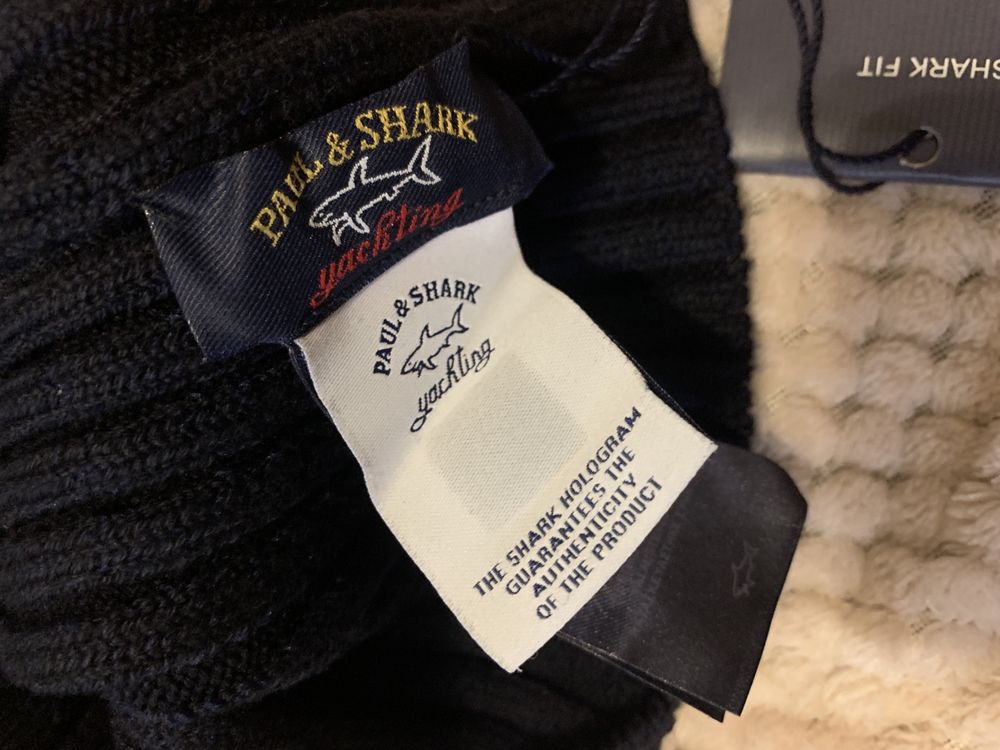 PAUL & SHARK
yachting
PAUL & SHARK
yachting
THE SHARK HOLOGRAM
GUARANTEES THE
AUTHENTICITY
OF THE PRODUCT
SHARK FIT